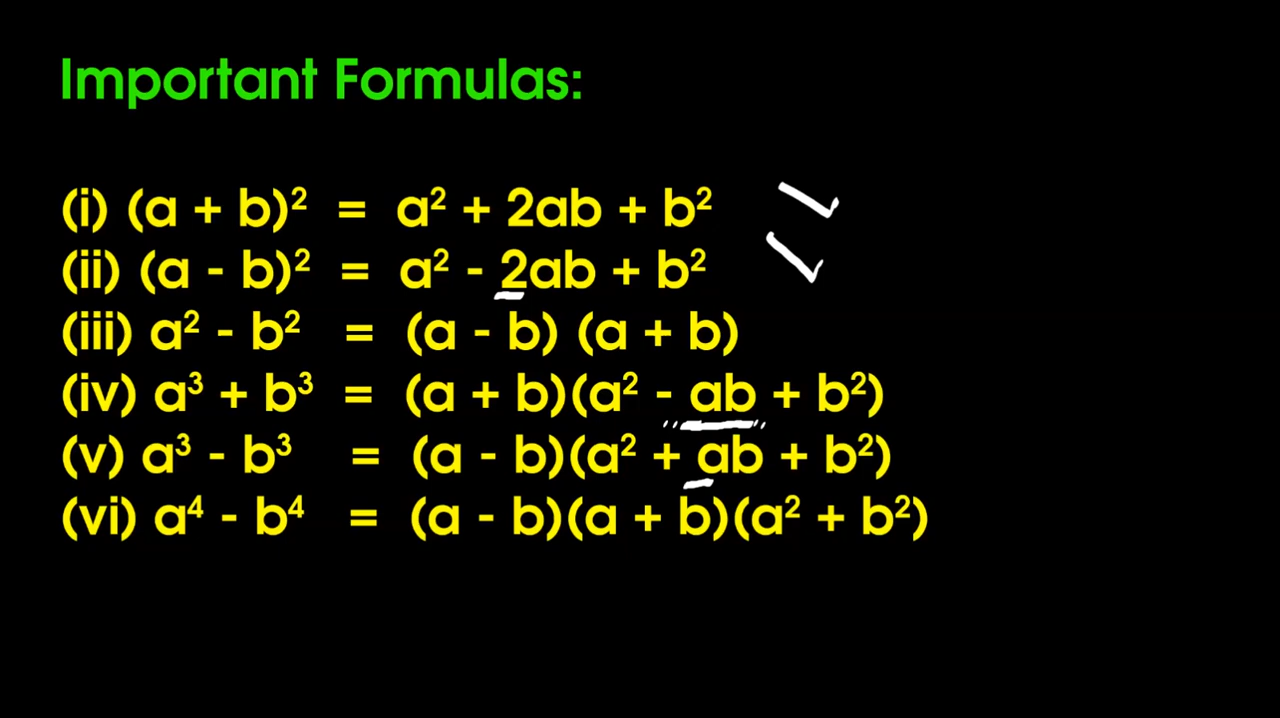 Important Formulas:
(i) (a + b)² = a² + 2ab + b²
(ii) (a - b)² = a² - 2ab + b²
(iii) a² - b² = (a - b) (a + b)
(iv) a³ + b³ = (a + b)(a² - ab + b²)
(v) a³ - b³ = (a - b)(a² + ab + b²)
(vi) a⁴ - b⁴ = (a - b)(a + b)(a² + b²)